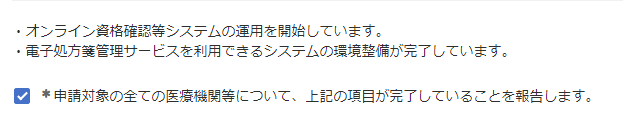 ・オンライン資格確認等システムの運用を開始しています。
・電子処方箋管理サービスを利用できるシステムの環境整備が完了しています。
*申請対象の全ての医療機関等について、上記の項目が完了していることを報告します。